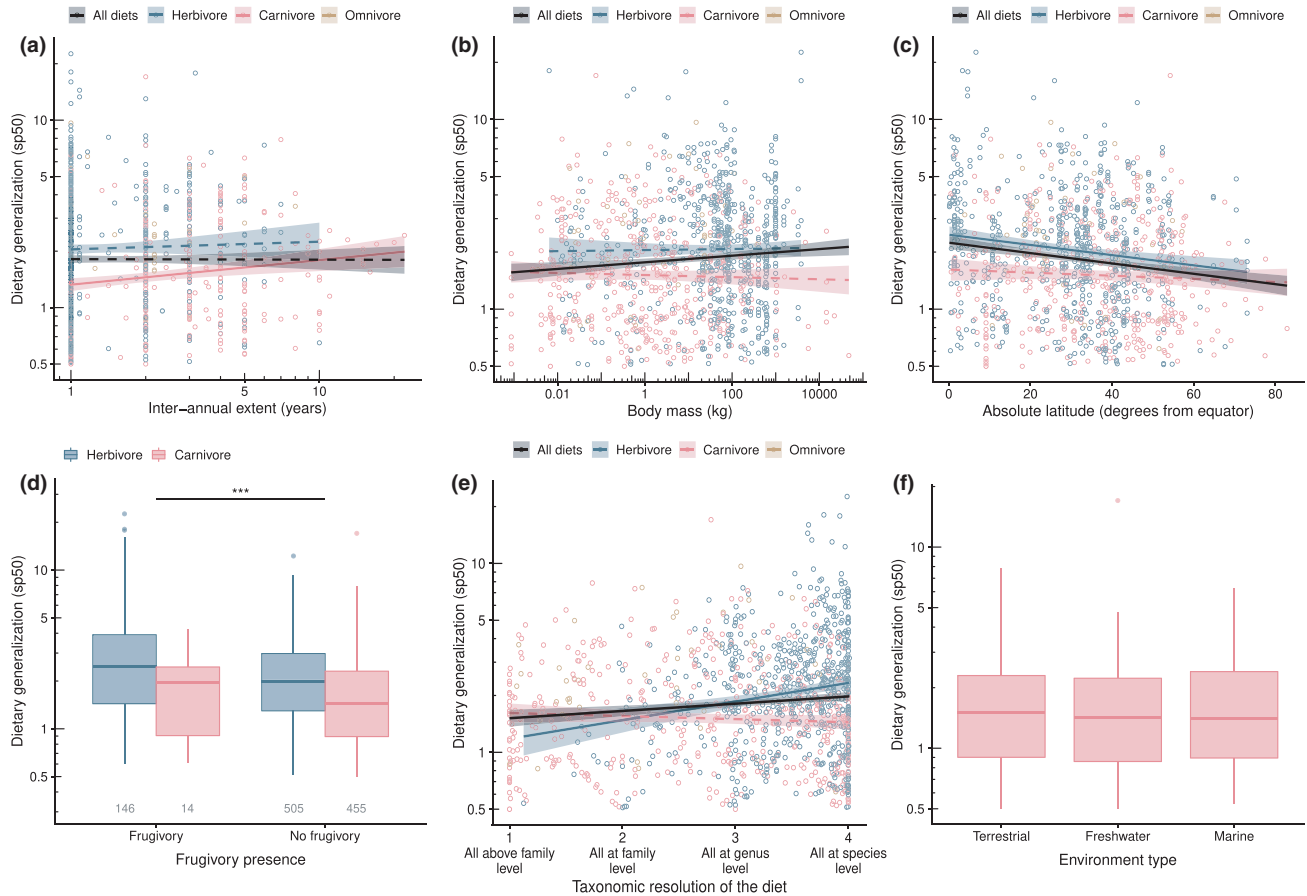 All diets Herbivore Carnivore Omnivore
(a)
Dietary generalization (sp50)
10
5
1
0.5
1 5 10
Inter−annual extent (years)
All diets Herbivore Carnivore Omnivore
(b)
Dietary generalization (sp50)
10
5
1
0.5
0.01 1 100 10000
Body mass (kg)
All diets Herbivore Carnivore Omnivore
(c)
Dietary generalization (sp50)
10
5
1
0.5
0 20 40 60 80
Absolute latitude (degrees from equator)
Herbivore Carnivore
(d)
***
Dietary generalization (sp50)
10
5
1
0.5
146 14 505 455
Frugivory No frugivory
Frugivory presence
All diets Herbivore Carnivore Omnivore
(e)
Dietary generalization (sp50)
10
5
1
0.5
1 2 3 4
All above family All at family All at genus All at species
level level level level
Taxonomic resolution of the diet
(f)
Dietary generalization (sp50)
10
5
1
0.5
Terrestrial Freshwater Marine
Environment type